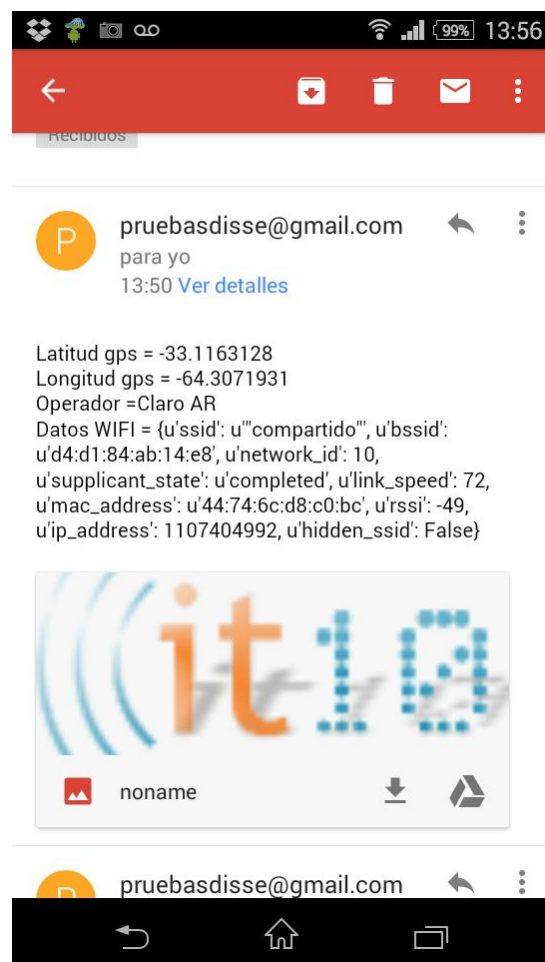 99% 13:56
Recibidos
P pruebasdisse@gmail.com
para yo
13:50 Ver detalles
Latitud gps = -33.1163128
Longitud gps = -64.3071931
Operador =Claro AR
Datos WIFI = {u'ssid': u'"compartido"', u'bssid':
u'd4:d1:84:ab:14:e8', u'network_id': 10,
u'supplicant_state': u'completed', u'link_speed': 72,
u'mac_address': u'44:74:6c:d8:c0:bc', u'rssi': -49,
u'ip_address': 1107404992, u'hidden_ssid': False}
it10
noname
P pruebasdisse@gmail.com